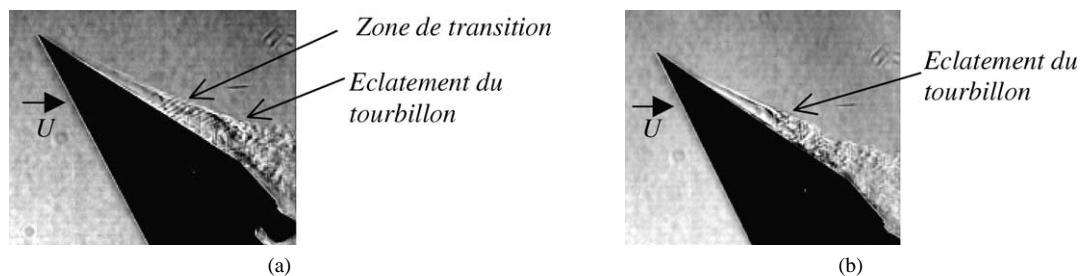 Zone de transition
Eclatement du
tourbillon
U
(a)
Eclatement du
tourbillon
U
(b)